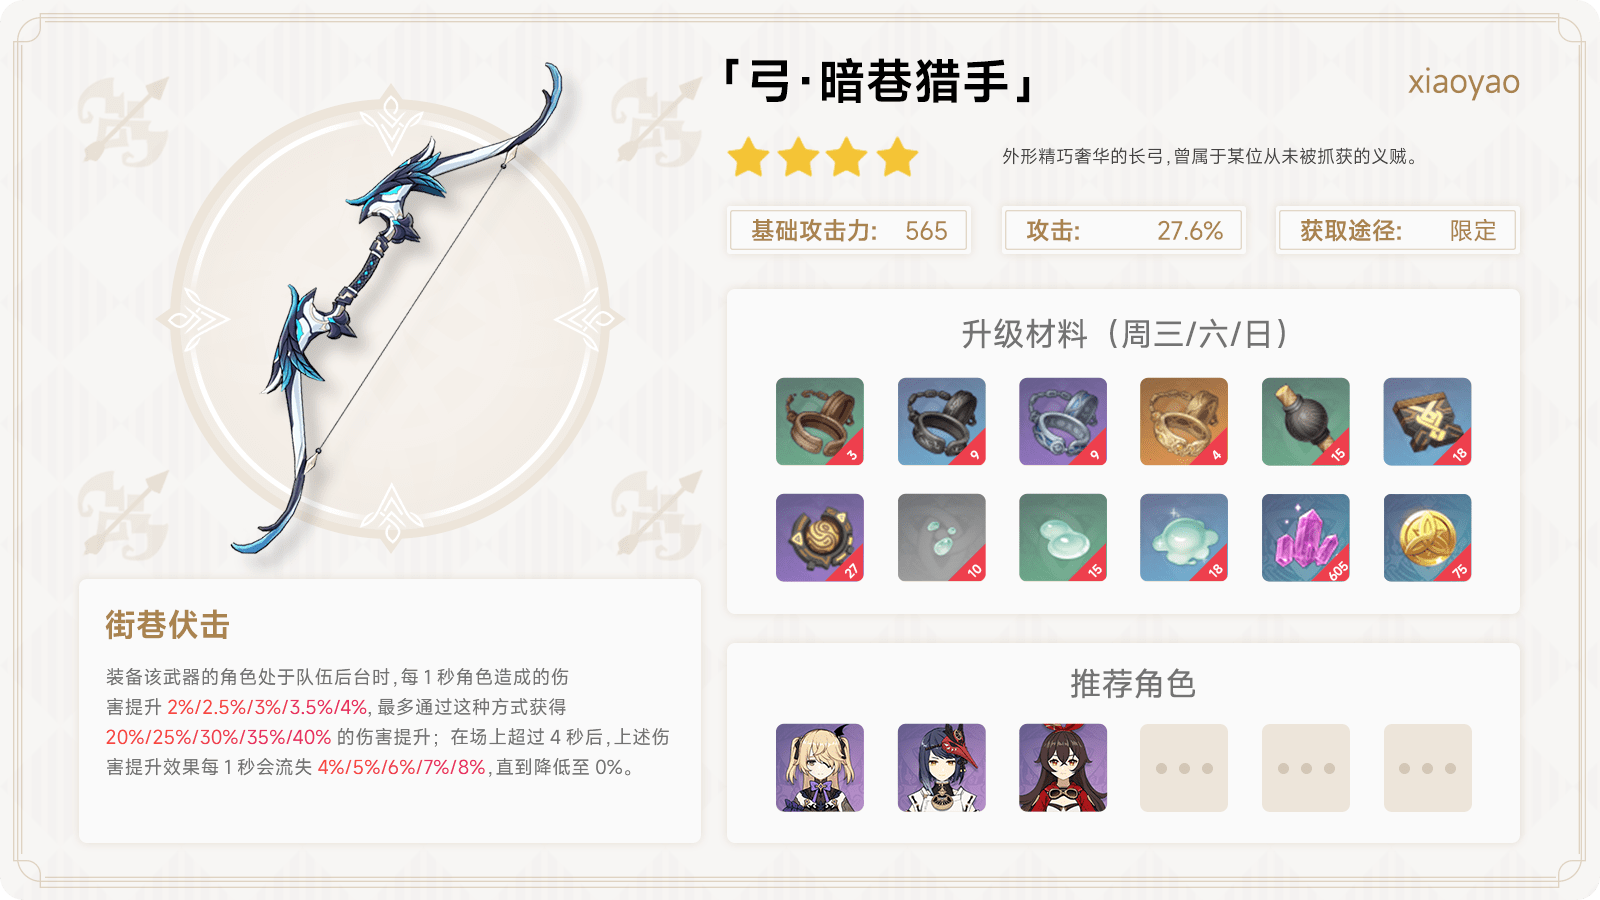 「弓·暗巷猎手」
xiaoyao
外形精巧奢华的长弓,曾属于某位从未被抓获的义贼。
基础攻击力: 565
攻击: 27.6%
获取途径: 限定
升级材料（周三/六/日）
3
9
9
4
15
18
27
10
15
18
605
75
街巷伏击
装备该武器的角色处于队伍后台时,每1秒角色造成的伤
害提升 2%/2.5%/3%/3.5%/4%, 最多通过这种方式获得
20%/25%/30%/35%/40% 的伤害提升；在场上超过 4 秒后,上述伤
害提升效果每1秒会流失 4%/5%/6%/7%/8%,直到降低至 0%。
推荐角色